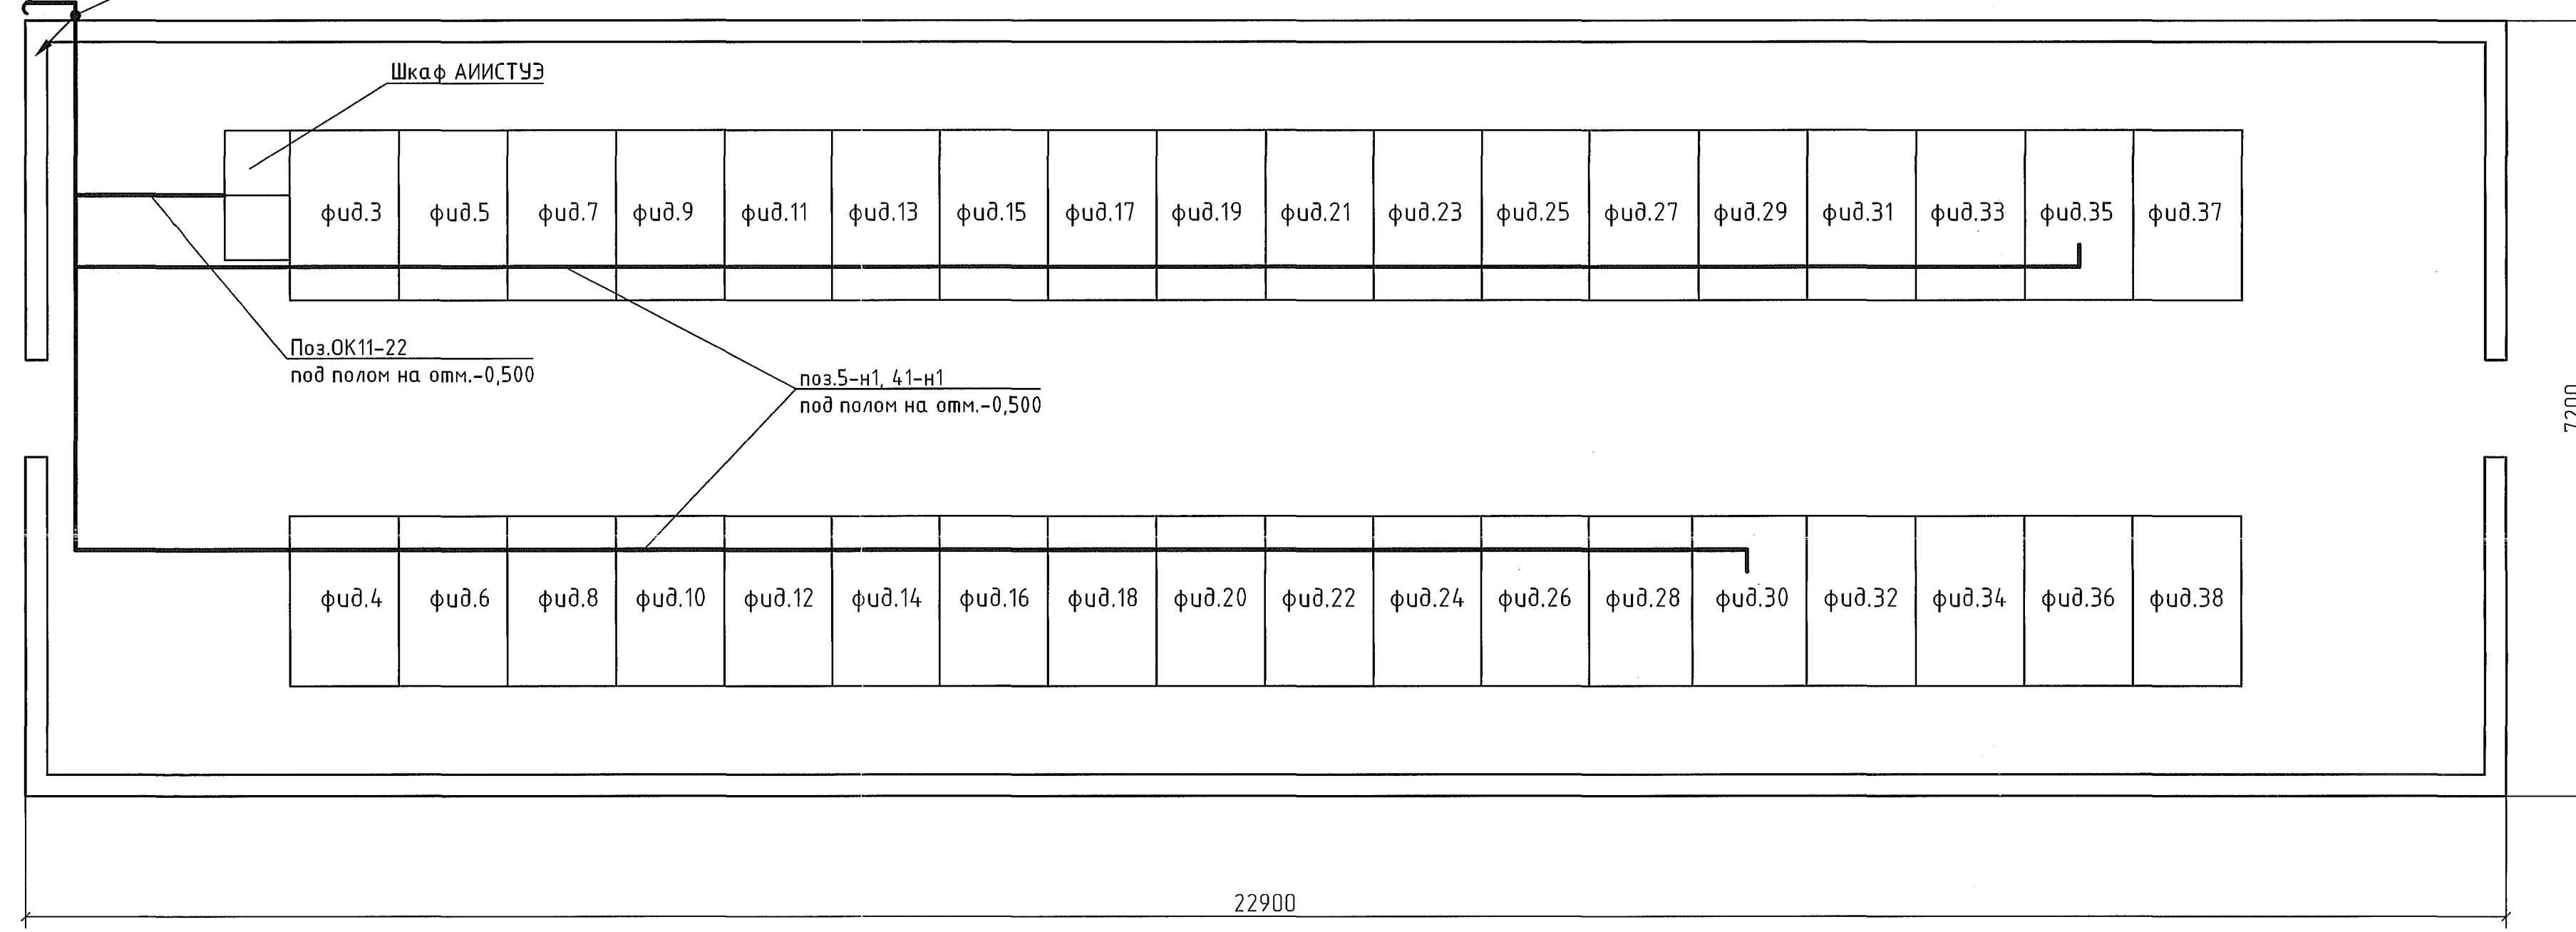 Шкаф АИИСТУЭ
фид.3 фид.5 фид.7 фид.9 фид.11 фид.13 фид.15 фид.17 фид.19 фид.21 фид.23 фид.25 фид.27 фид.29 фид.31 фид.33 фид.35 фид.37
Поз.ОК11-22
под полом на отм.-0,500
поз.5-н1, 41-н1
под полом на отм.-0,500
7200
фид.4 фид.6 фид.8 фид.10 фид.12 фид.14 фид.16 фид.18 фид.20 фид.22 фид.24 фид.26 фид.28 фид.30 фид.32 фид.34 фид.36 фид.38
22900